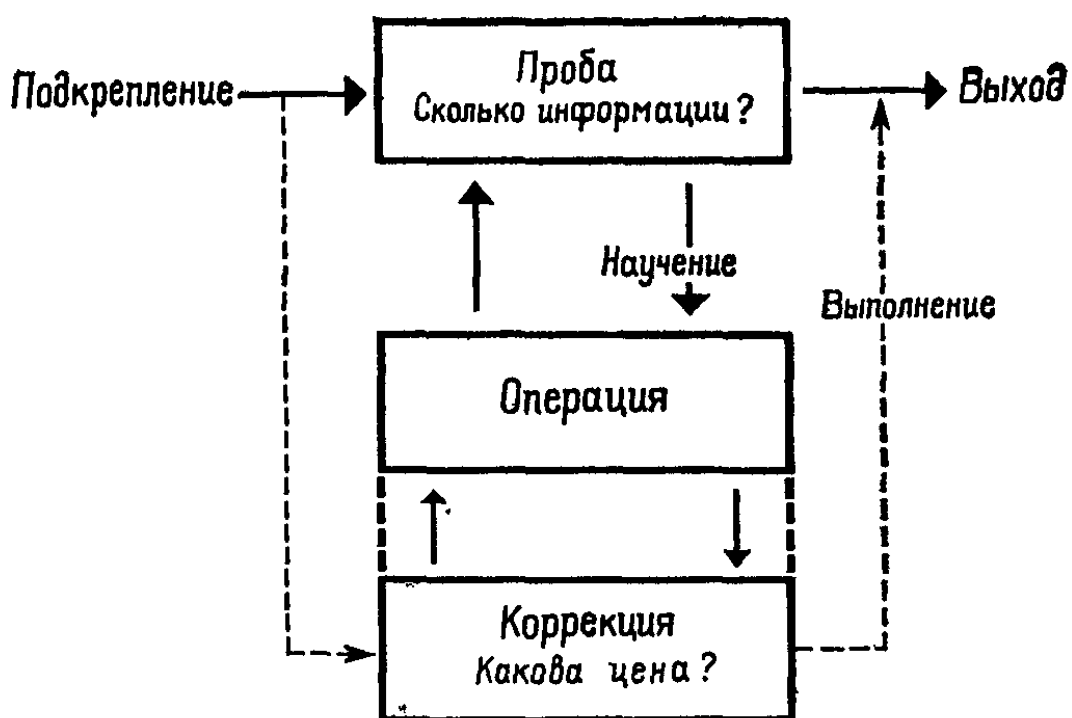 Проба
Подкрепление
Сколько информации?
Выход
Научение
Выполнение
Операция
Коррекция
Какова цена?